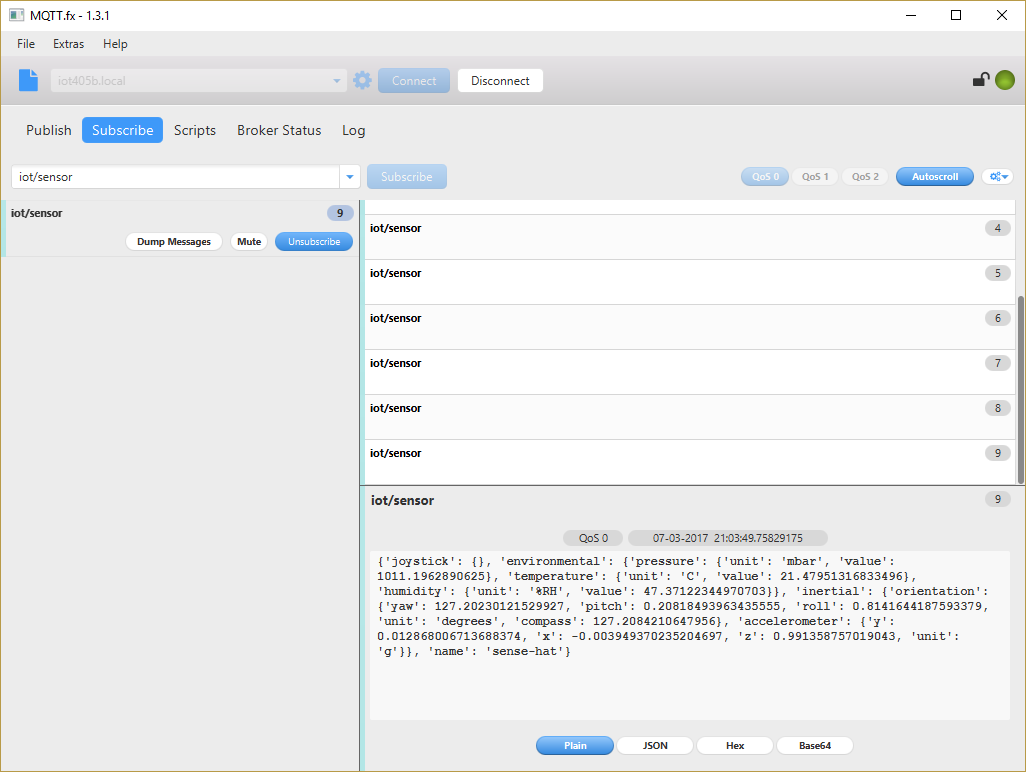 MQTT.fx - 1.3.1
File Extras Help
iot405b.local Connect Disconnect
Publish Subscribe Scripts Broker Status Log
iot/sensor Subscribe QoS 0 QoS 1 QoS 2 Autoscroll
iot/sensor 9
Dump Messages Mute Unsubscribe
iot/sensor 4
iot/sensor 5
iot/sensor 6
iot/sensor 7
iot/sensor 8
iot/sensor 9
iot/sensor 9
QoS 0 07-03-2017 21:03:49.75829175
{'joystick': {}, 'environmental': {'pressure': {'unit': 'mbar', 'value':
1011.1962890625}, 'temperature': {'unit': 'C', 'value': 21.47951316833496},
'humidity': {'unit': '%RH', 'value': 47.37122344970703}}, 'inertial': {'orientation':
{'yaw': 127.20230121529927, 'pitch': 0.20818493963435555, 'roll': 0.8141644187593379,
'unit': 'degrees', 'compass': 127.2084210647956}, 'accelerometer': {'y':
0.012868006713688374, 'x': -0.003949370235204697, 'z': 0.991358757019043, 'unit':
'g'}}, 'name': 'sense-hat'}
Plain JSON Hex Base64